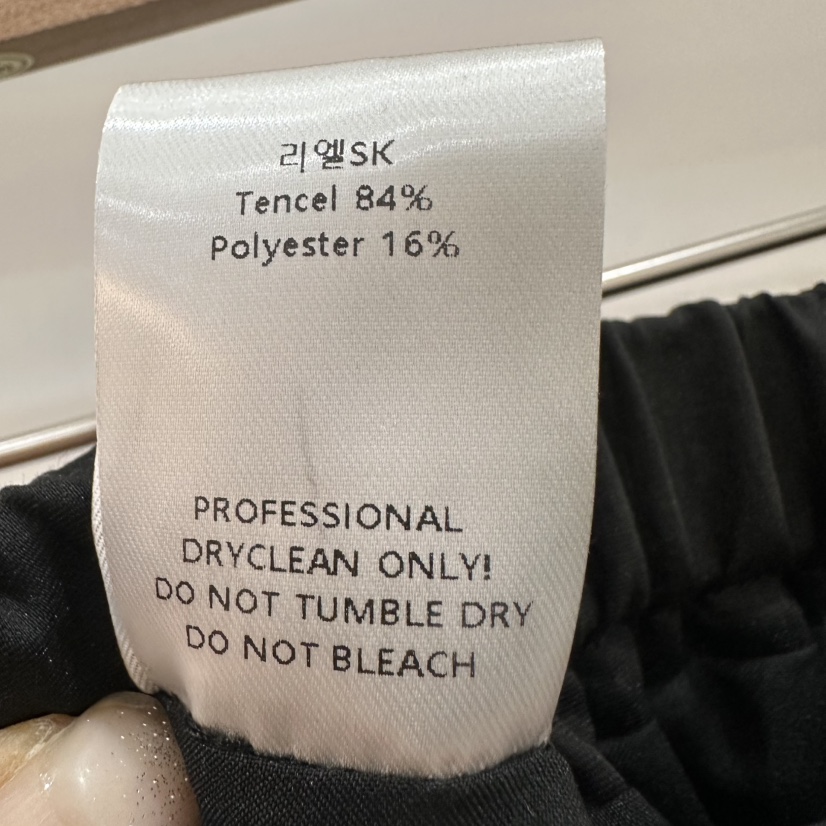 리엘SK
Tencel 84%
Polyester 16%
PROFESSIONAL
DRYCLEAN ONLY!
DO NOT TUMBLE DRY
DO NOT BLEACH